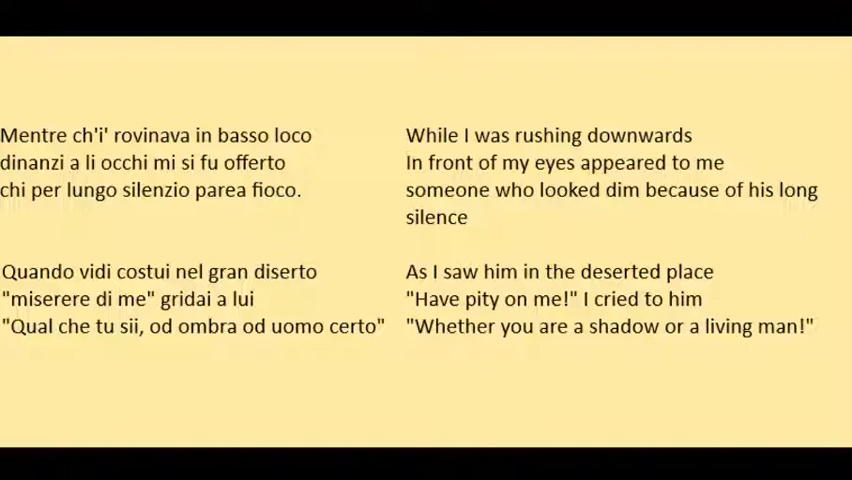 Mentre ch'i' rovinava in basso loco
dinanzi a li occhi mi si fu offerto
chi per lungo silenzio parea fioco.
Quando vidi costui nel gran diserto
"miserere di me" gridai a lui
"Qual che tu sii, od ombra od uomo certo"
While I was rushing downwards
In front of my eyes appeared to me
someone who looked dim because of his long
silence
As I saw him in the deserted place
"Have pity on me!" I cried to him
"Whether you are a shadow or a living man!"